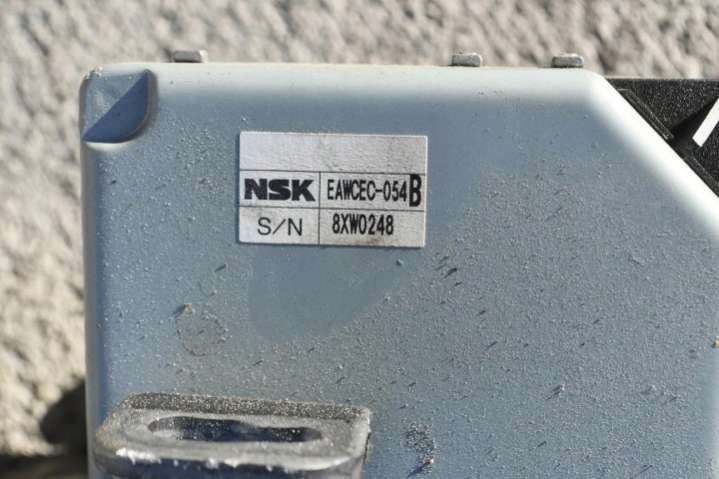 NSK EAWCEC-054B
S/N 8XW0248